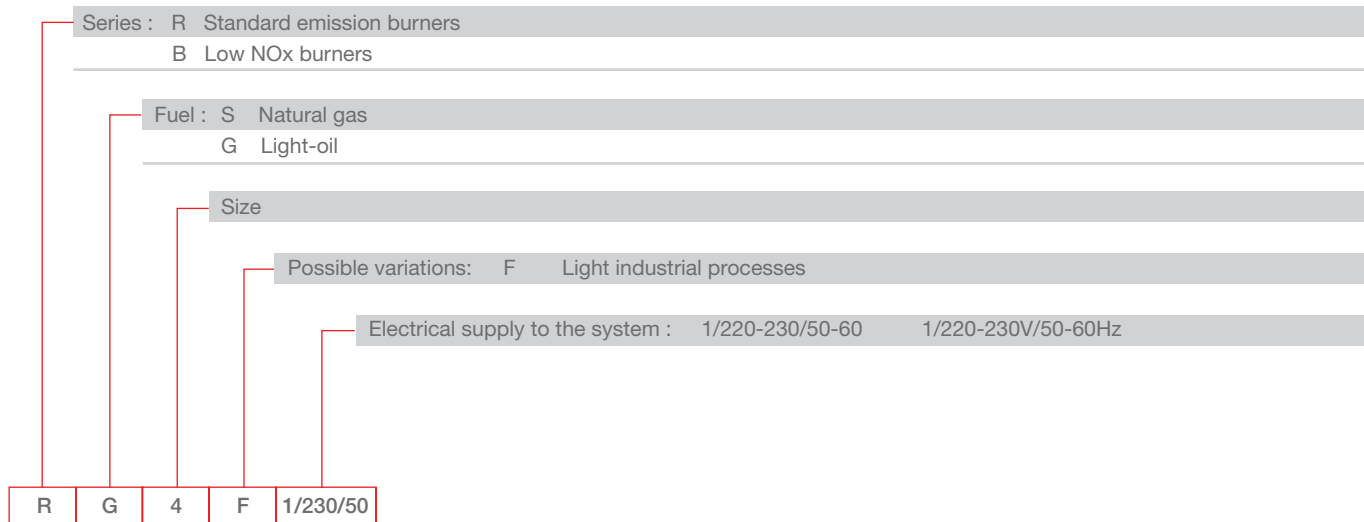 Series : R Standard emission burners
B Low NOx burners
Fuel : S Natural gas
G Light-oil
Size
Possible variations: F Light industrial processes
Electrical supply to the system : 1/220-230/50-60 1/220-230V/50-60Hz
R G 4 F 1/230/50